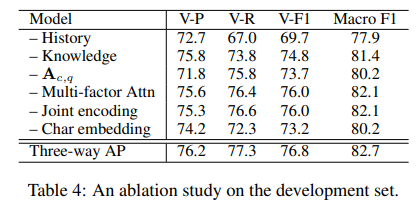 Model V-P V-R V-F1 Macro F1
– History 72.7 67.0 69.7 77.9
– Knowledge 75.8 73.8 74.8 81.4
– A_{c,q} 71.8 75.8 73.7 80.2
– Multi-factor Attn 75.6 76.4 76.0 82.1
– Joint encoding 75.3 76.6 76.0 82.1
– Char embedding 74.2 72.3 73.2 80.2
Three-way AP 76.2 77.3 76.8 82.7
Table 4: An ablation study on the development set.